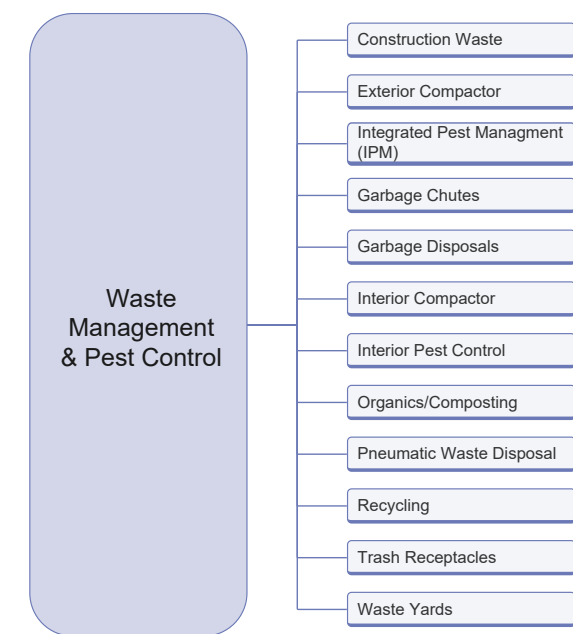 Waste
Management
& Pest Control
Construction Waste
Exterior Compactor
Integrated Pest Managment
(IPM)
Garbage Chutes
Garbage Disposals
Interior Compactor
Interior Pest Control
Organics/Composting
Pneumatic Waste Disposal
Recycling
Trash Receptacles
Waste Yards